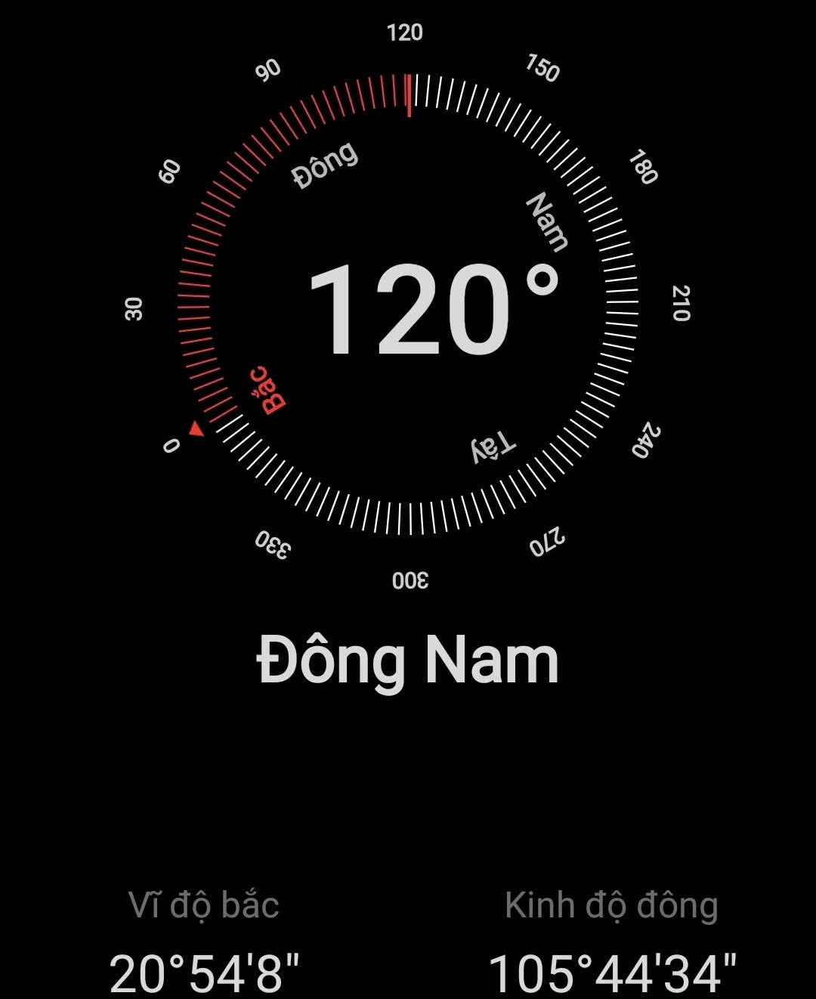 120
90
150
60
180
Đông
Nam
120°
30
210
Bắc
Tây
0
240
330
270
300
Đông Nam
Vĩ độ bắc
Kinh độ đông
20°54'8"
105°44'34"